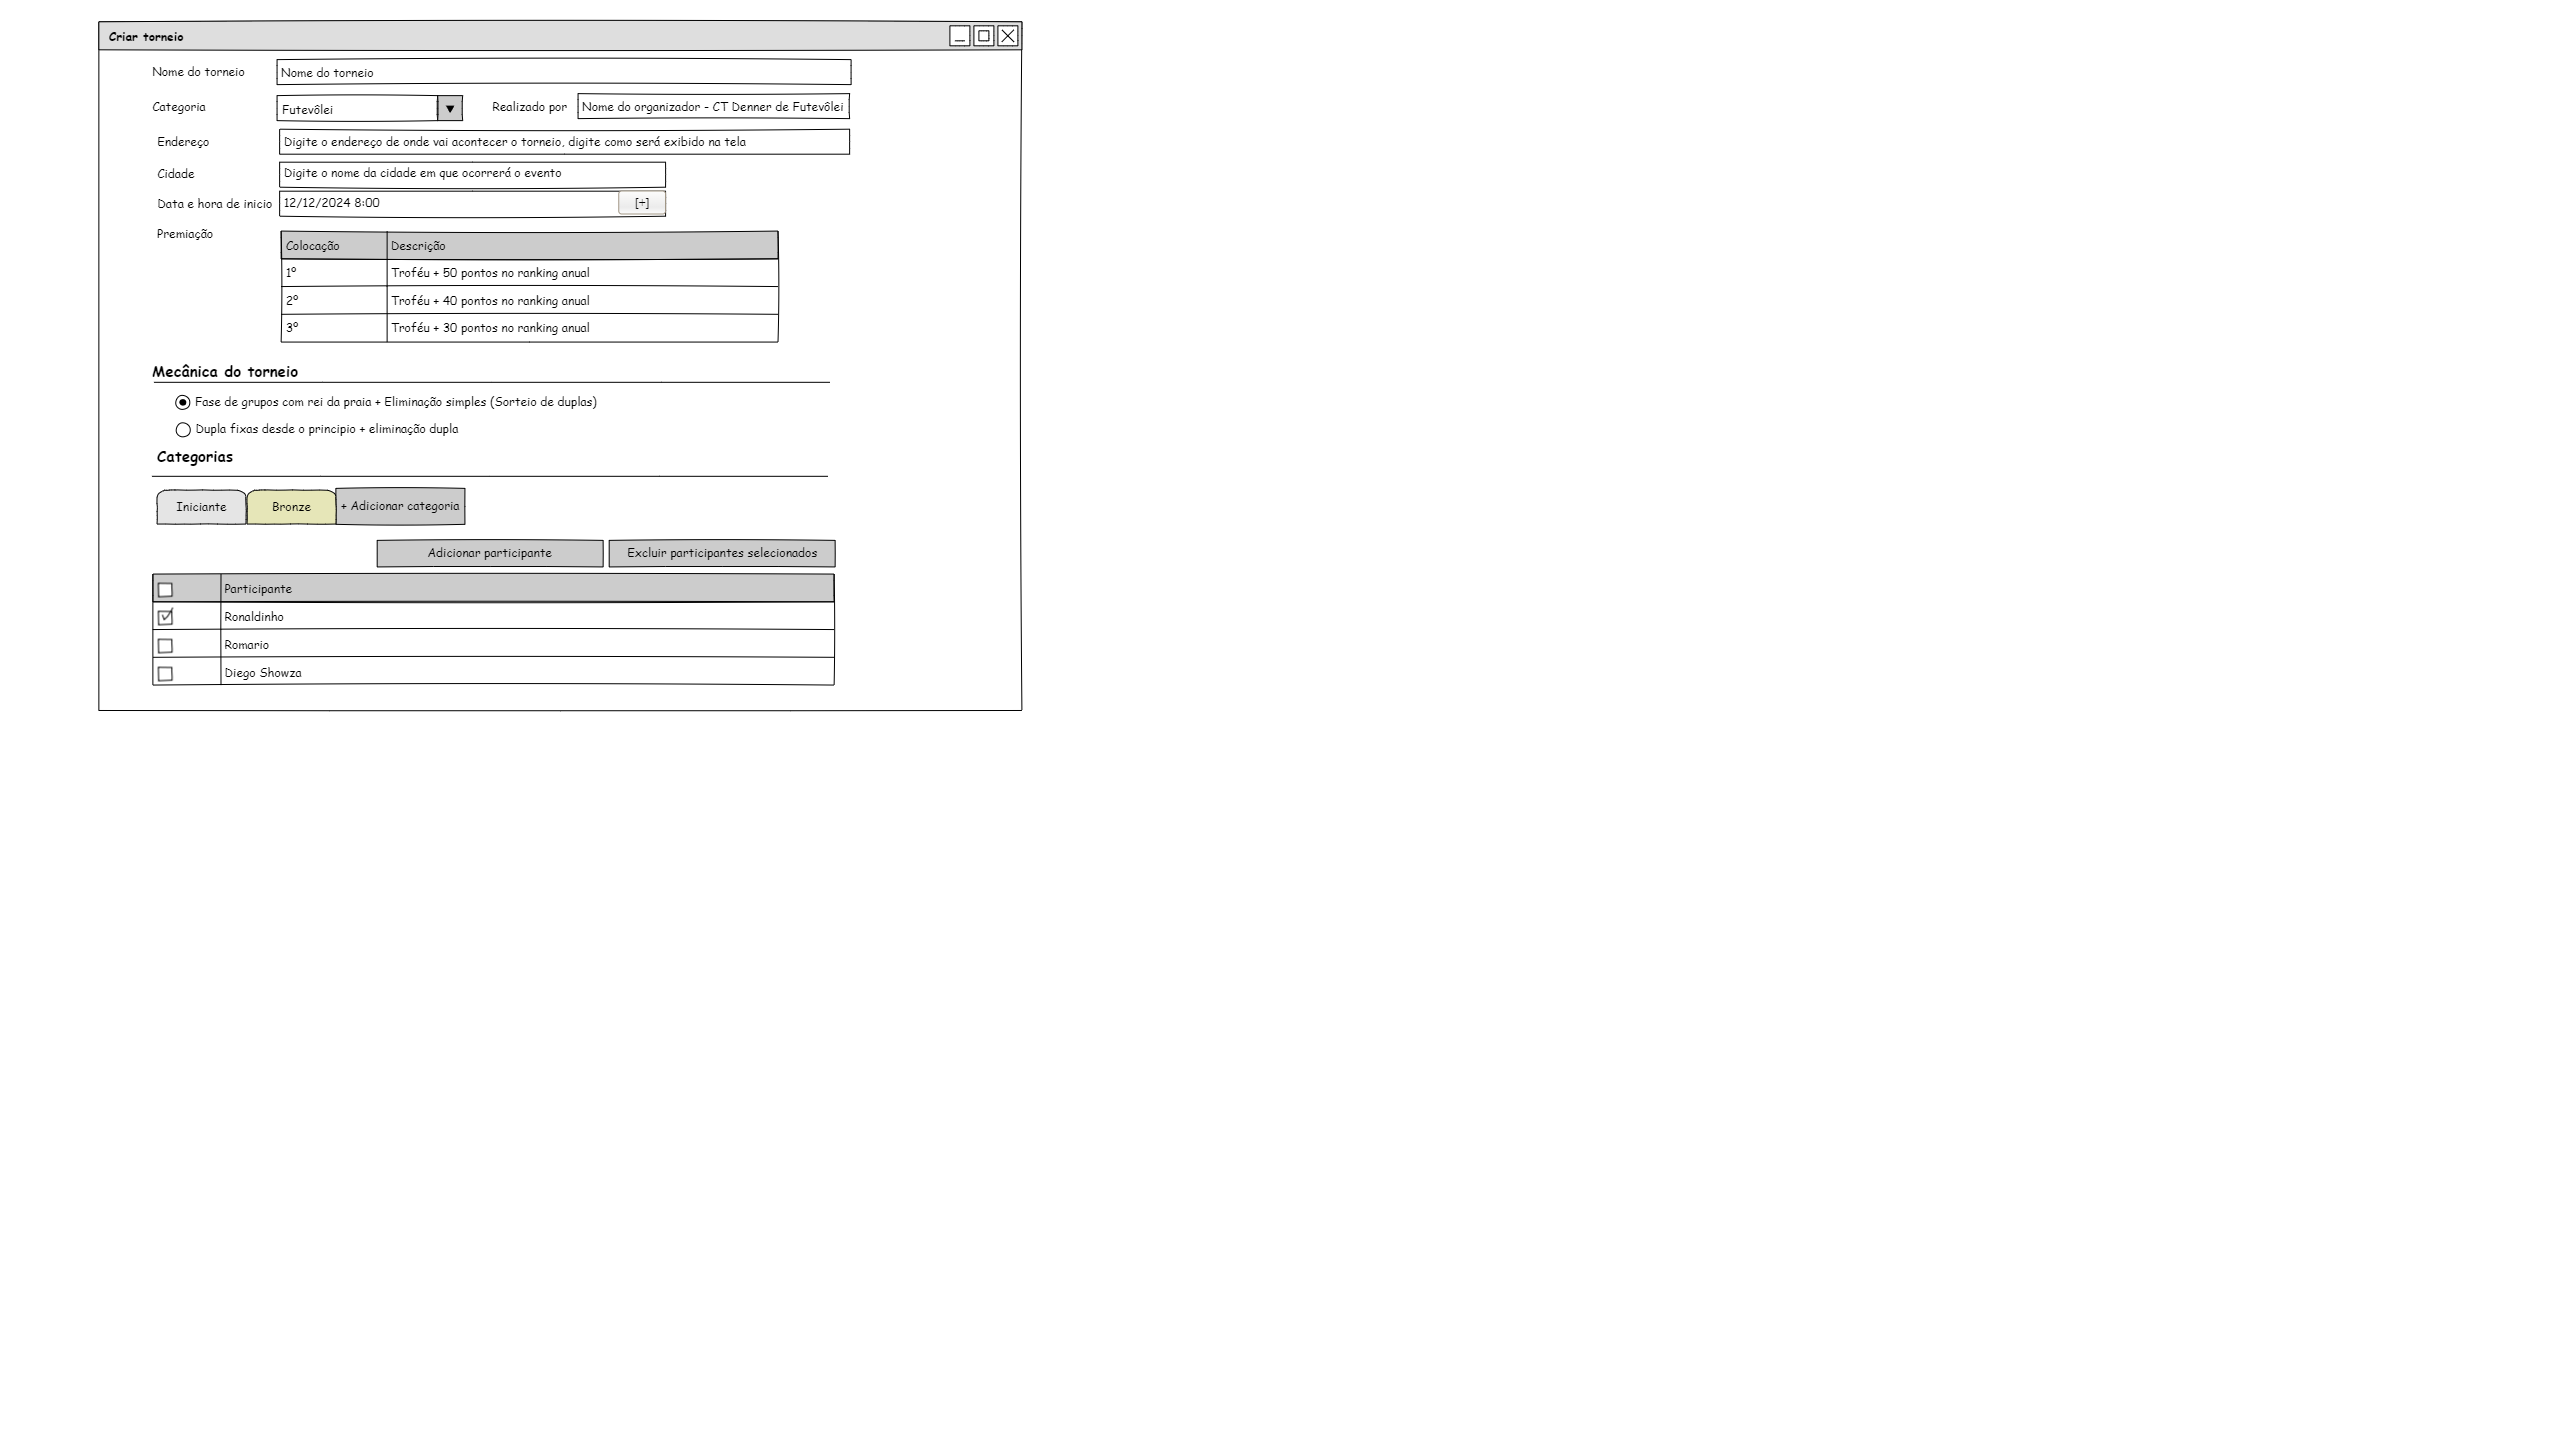 Criar torneio
Nome do torneio Nome do torneio
Categoria Futevôlei Realizado por Nome do organizador - CT Denner de Futevôlei
Endereço Digite o endereço de onde vai acontecer o torneio, digite como será exibido na tela
Cidade Digite o nome da cidade em que ocorrerá o evento
Data e hora de inicio 12/12/2024 8:00 [+]
Premiação
Colocação Descrição
1º Troféu + 50 pontos no ranking anual
2º Troféu + 40 pontos no ranking anual
3º Troféu + 30 pontos no ranking anual
Mecânica do torneio
Fase de grupos com rei da praia + Eliminação simples (Sorteio de duplas)
Dupla fixas desde o principio + eliminação dupla
Categorias
Iniciante Bronze + Adicionar categoria
Adicionar participante Excluir participantes selecionados
Participante
Ronaldinho
Romario
Diego Showza